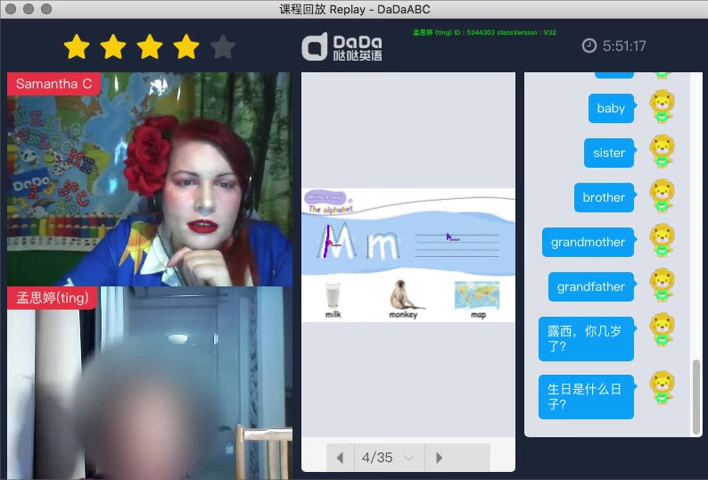 课程回放 Replay - DaDaABC
孟思婷 (ting) ID : 5344303 classVention : V32
DaDa
哒哒英语
5:51:17
Samantha C
DaDa
孟思婷(ting)
The alphabet
M m
milk
monkey
map
4/35
baby
sister
brother
grandmother
grandfather
露西，你几岁
了？
生日是什么日
子？